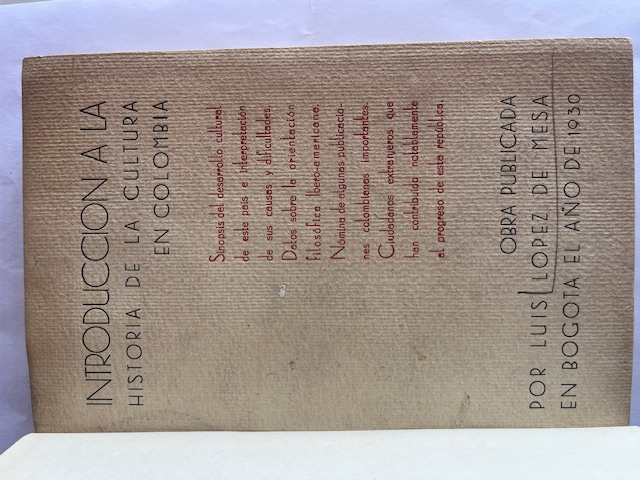 INTRODUCCION A LA
HISTORIA DE LA CULTURA
EN COLOMBIA
Sinopsis del desarrollo cultural
de este país e interpretación
de sus causas y dificultades.
Datos sobre la orientación
filosófica ibero-americana.
Nómina de algunas publicacio-
nes colombianas importantes.
Ciudadanos extranjeros que
han contribuído notablemente
al progreso de esta república.
OBRA PUBLICADA
POR LUIS LOPEZ DE MESA
EN BOGOTA EL AÑO DE 1930